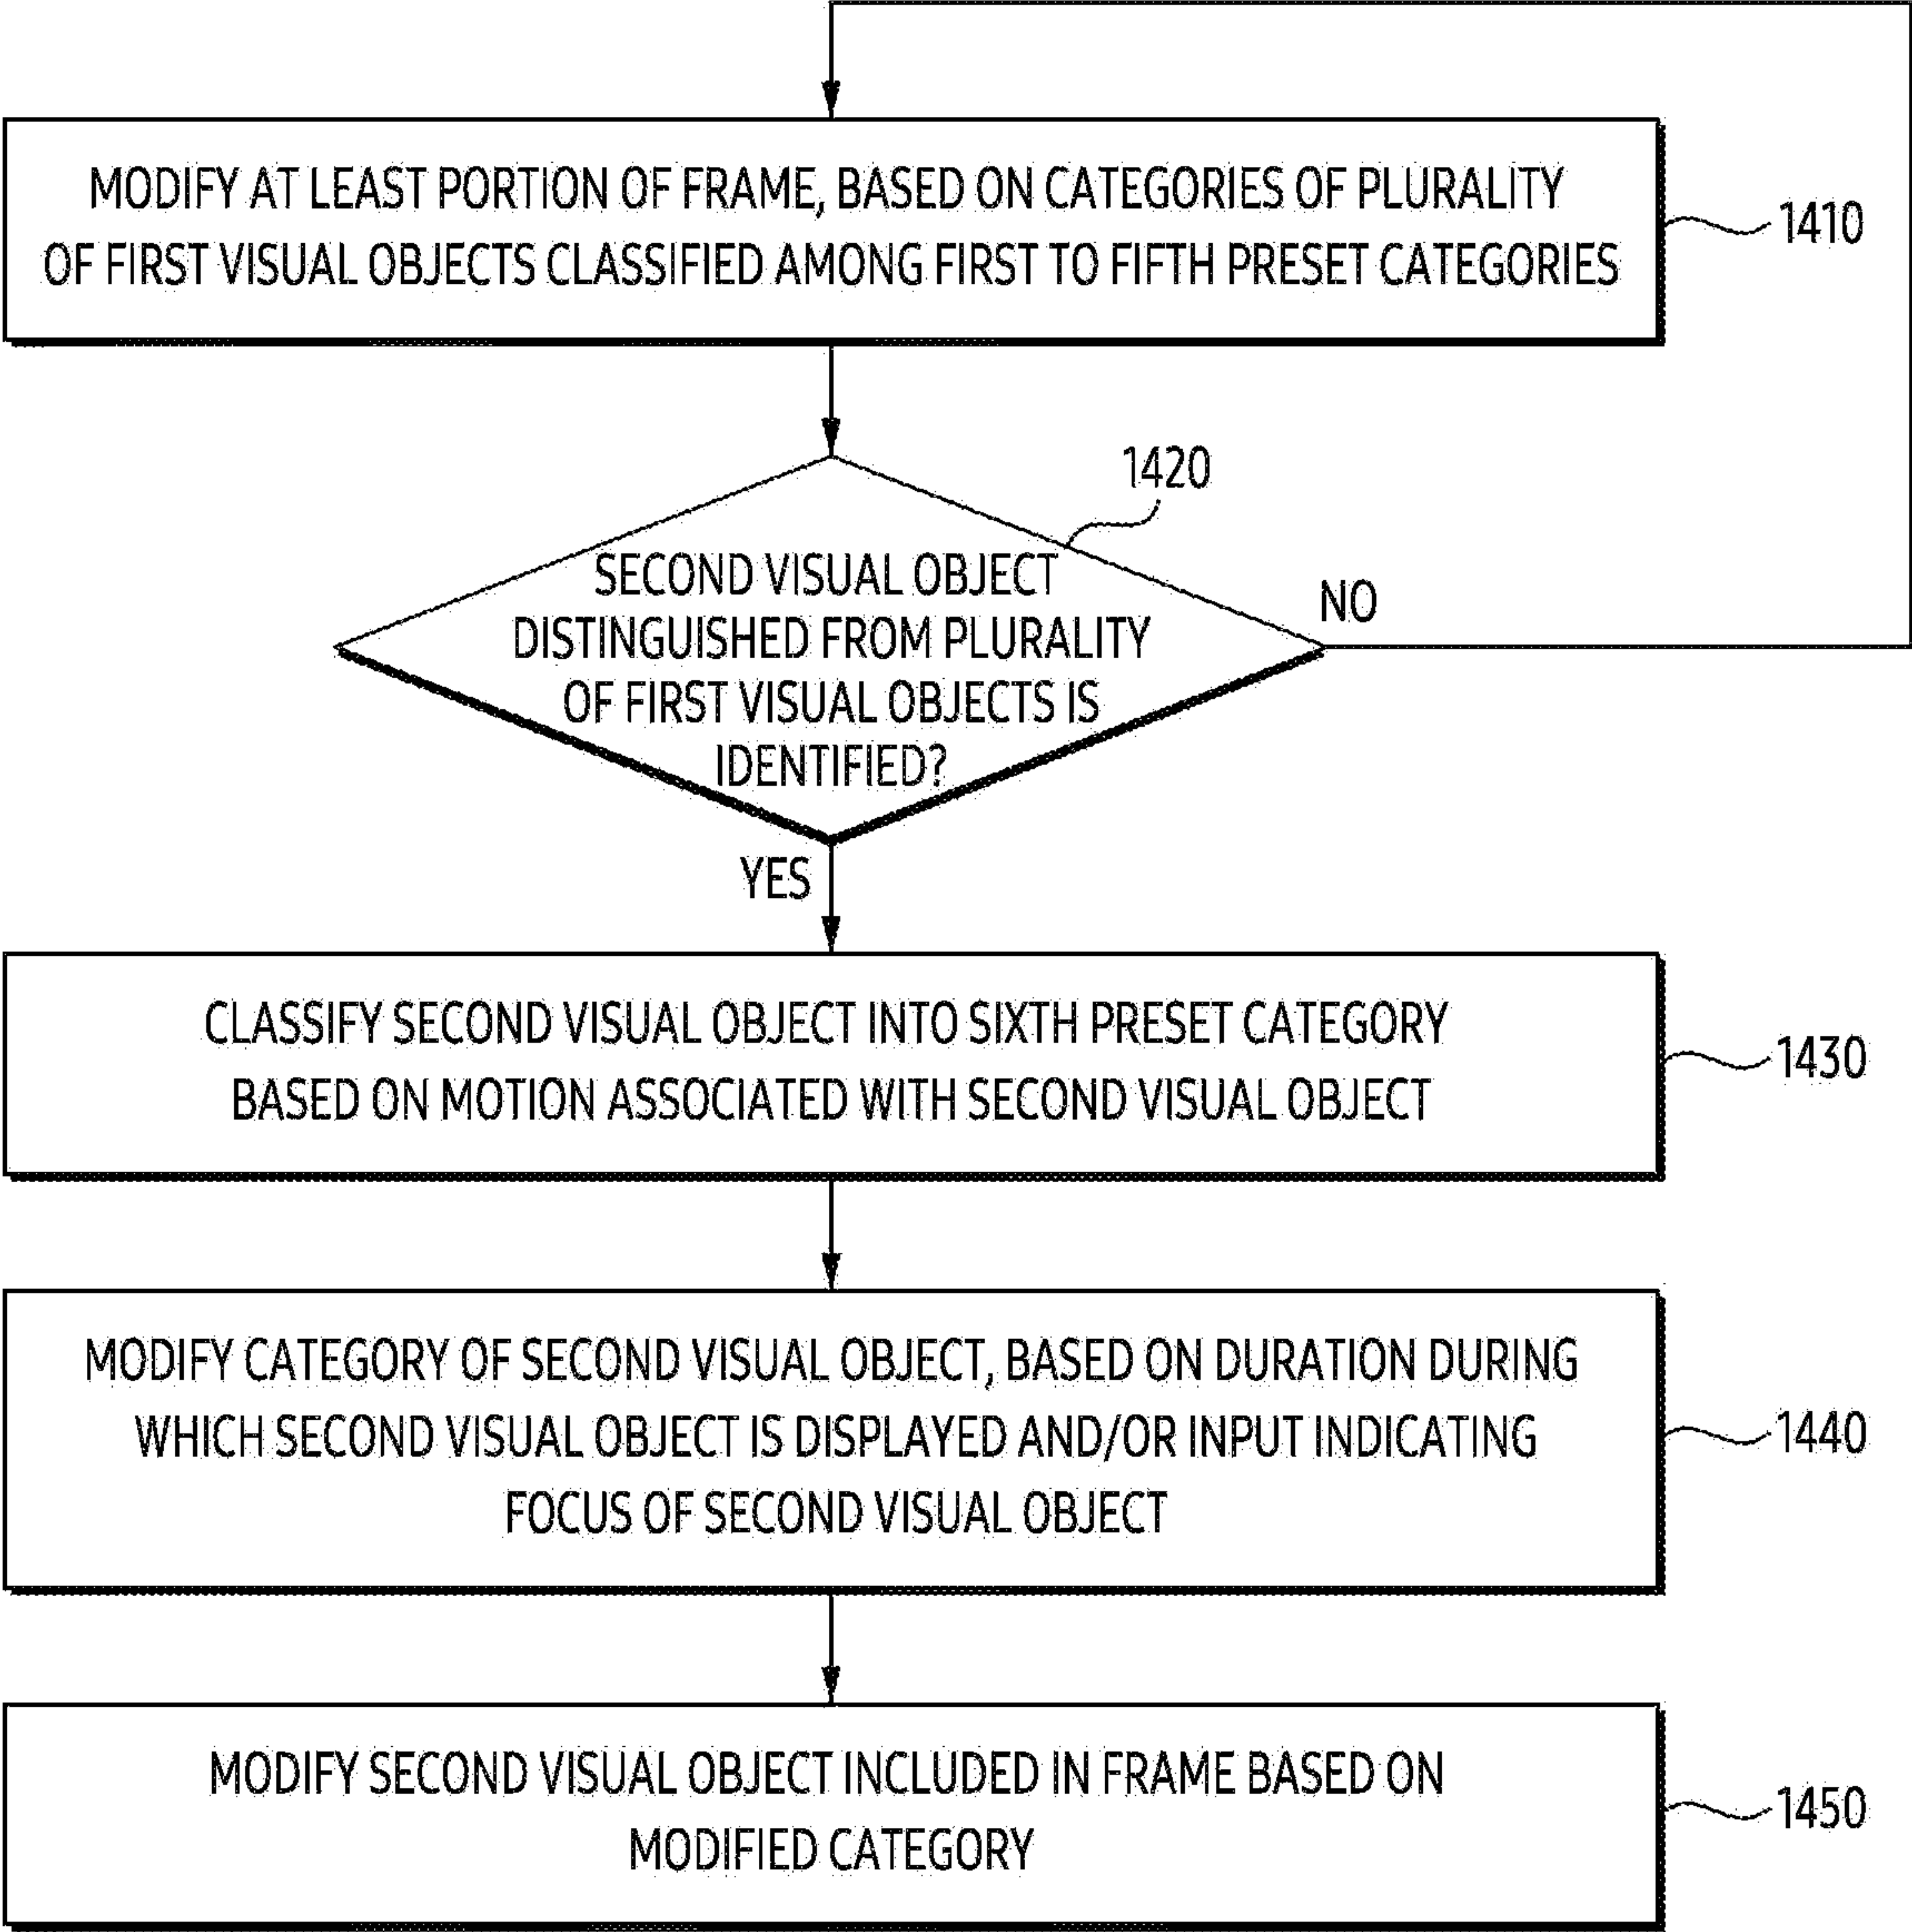 MODIFY AT LEAST PORTION OF FRAME, BASED ON CATEGORIES OF PLURALITY
OF FIRST VISUAL OBJECTS CLASSIFIED AMONG FIRST TO FIFTH PRESET CATEGORIES
1410
1420
SECOND VISUAL OBJECT
DISTINGUISHED FROM PLURALITY
OF FIRST VISUAL OBJECTS IS
IDENTIFIED?
NO
YES
CLASSIFY SECOND VISUAL OBJECT INTO SIXTH PRESET CATEGORY
BASED ON MOTION ASSOCIATED WITH SECOND VISUAL OBJECT
1430
MODIFY CATEGORY OF SECOND VISUAL OBJECT, BASED ON DURATION DURING
WHICH SECOND VISUAL OBJECT IS DISPLAYED AND/OR INPUT INDICATING
FOCUS OF SECOND VISUAL OBJECT
1440
MODIFY SECOND VISUAL OBJECT INCLUDED IN FRAME BASED ON
MODIFIED CATEGORY
1450